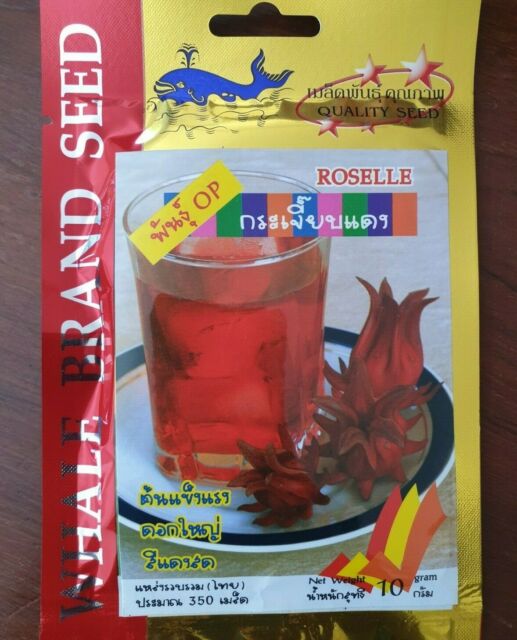 WHALE BRAND SEED
เมล็ดพันธุ์ คุณภาพ
QUALITY SEED
ROSELLE
พันธุ์ OP
กระเจี๊ยบแดง
ต้นแข็งแรง
ดอกใหญ่
สีแดงสด
แหล่งรวบรวม (ไทย)
ประมาณ 350 เมล็ด
Net Weight 10 gram
น้ำหนักสุทธิ กรัม